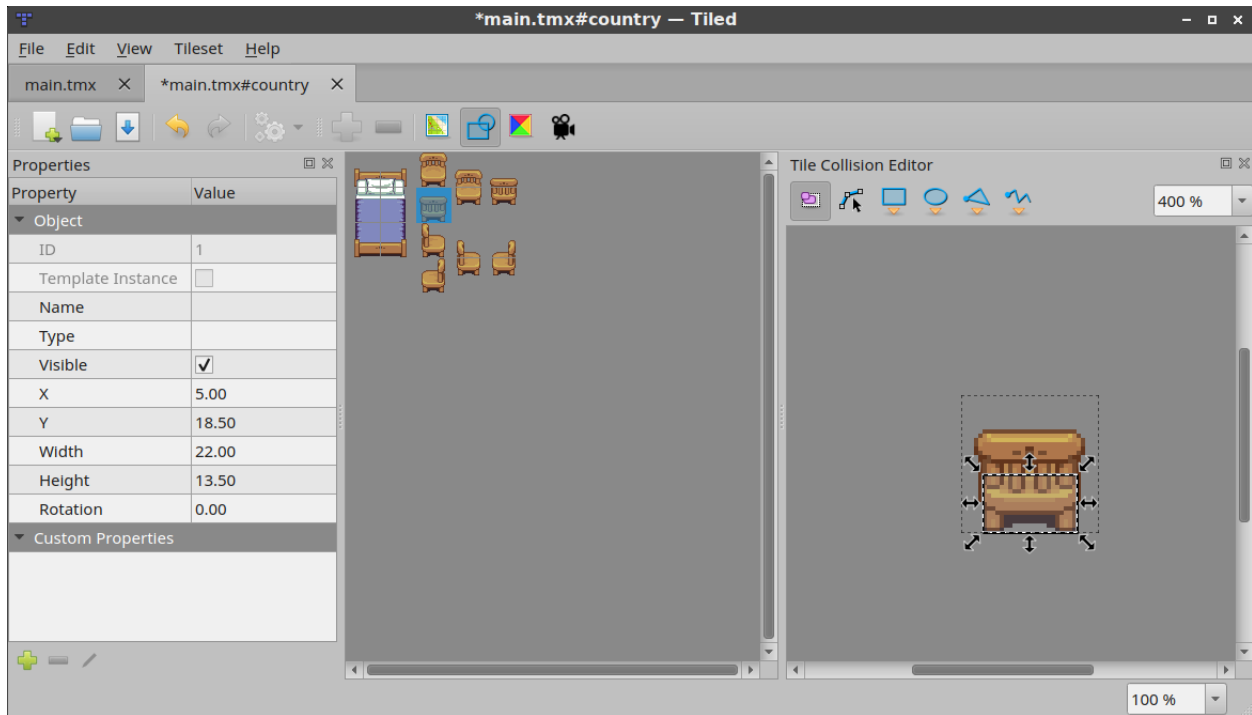 *main.tmx#country — Tiled
File Edit View Tileset Help
main.tmx *main.tmx#country
Properties
Property Value
Object
ID 1
Template Instance
Name
Type
Visible
X 5.00
Y 18.50
Width 22.00
Height 13.50
Rotation 0.00
Custom Properties
Tile Collision Editor
400 %
100 %